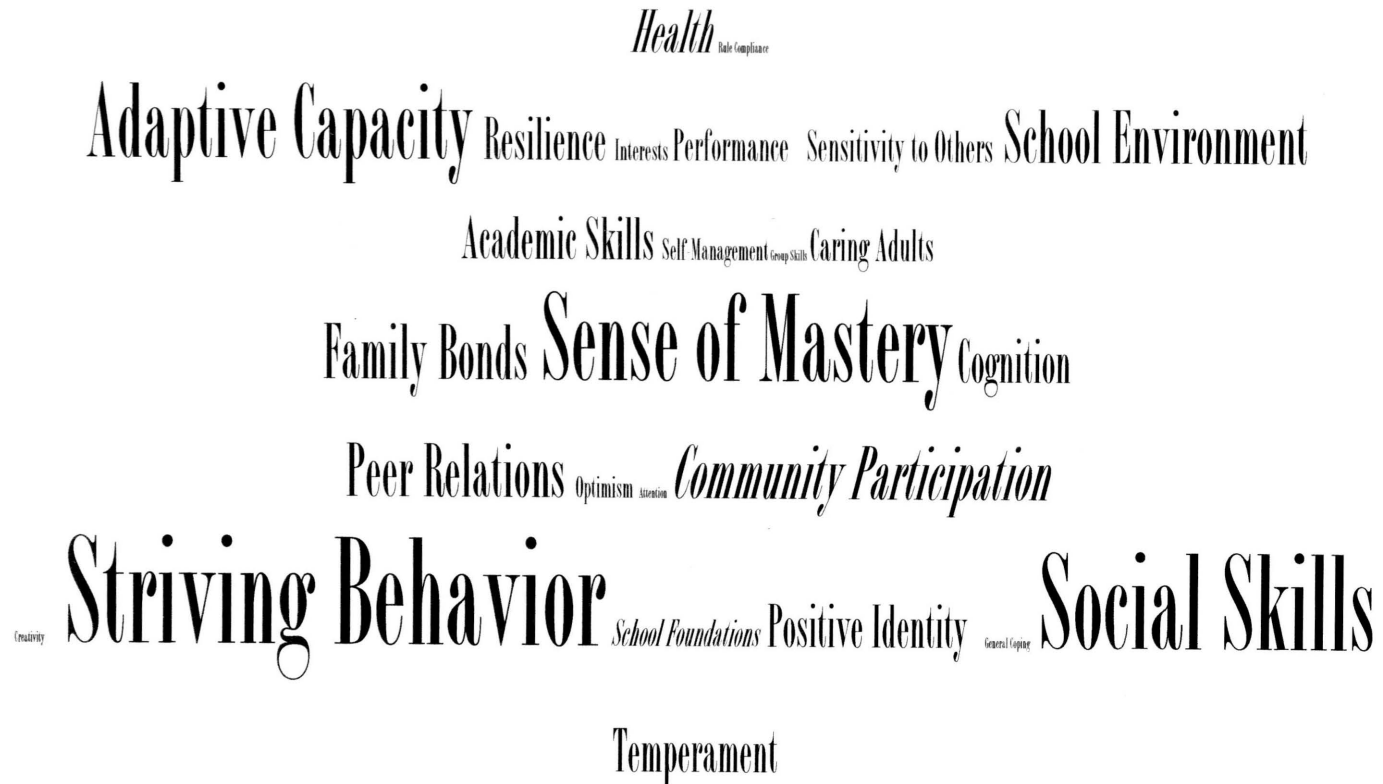 Health Rule Compliance
Adaptive Capacity Resilience Interests Performance Sensitivity to Others School Environment
Academic Skills Self-Management Group Skills Caring Adults
Family Bonds Sense of Mastery Cognition
Peer Relations Optimism Attention Community Participation
Creativity Striving Behavior School Foundations Positive Identity General Coping Social Skills
Temperament